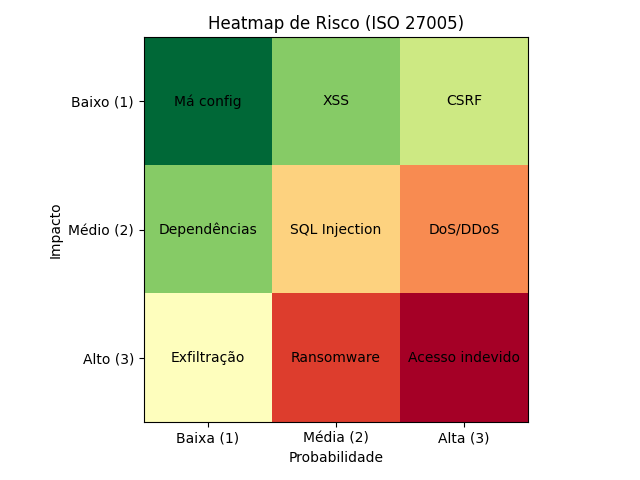 Heatmap de Risco (ISO 27005)
Impacto
Baixo (1)
Má config
XSS
CSRF
Médio (2)
Dependências
SQL Injection
DoS/DDoS
Alto (3)
Exfiltração
Ransomware
Acesso indevido
Baixa (1)
Média (2)
Alta (3)
Probabilidade